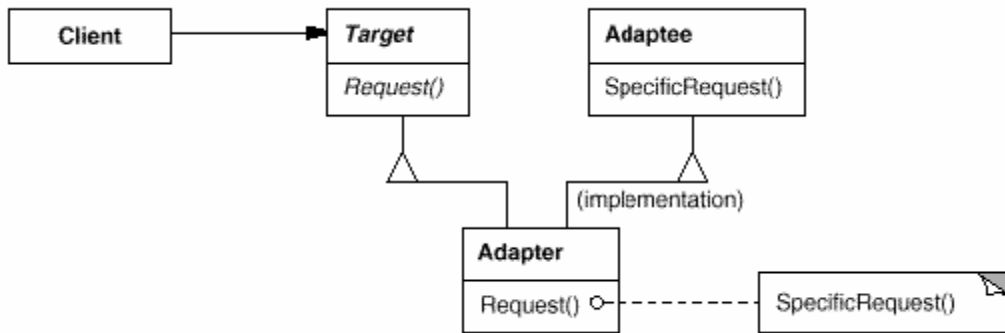 Client
Target
Adaptee
Request()
SpecificRequest()
(implementation)
Adapter
Request()
SpecificRequest()